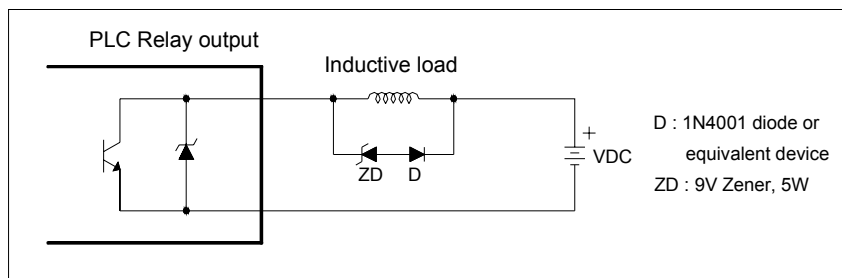 PLC Relay output
Inductive load
ZD
D
+
VDC
D : 1N4001 diode or
equivalent device
ZD : 9V Zener, 5W